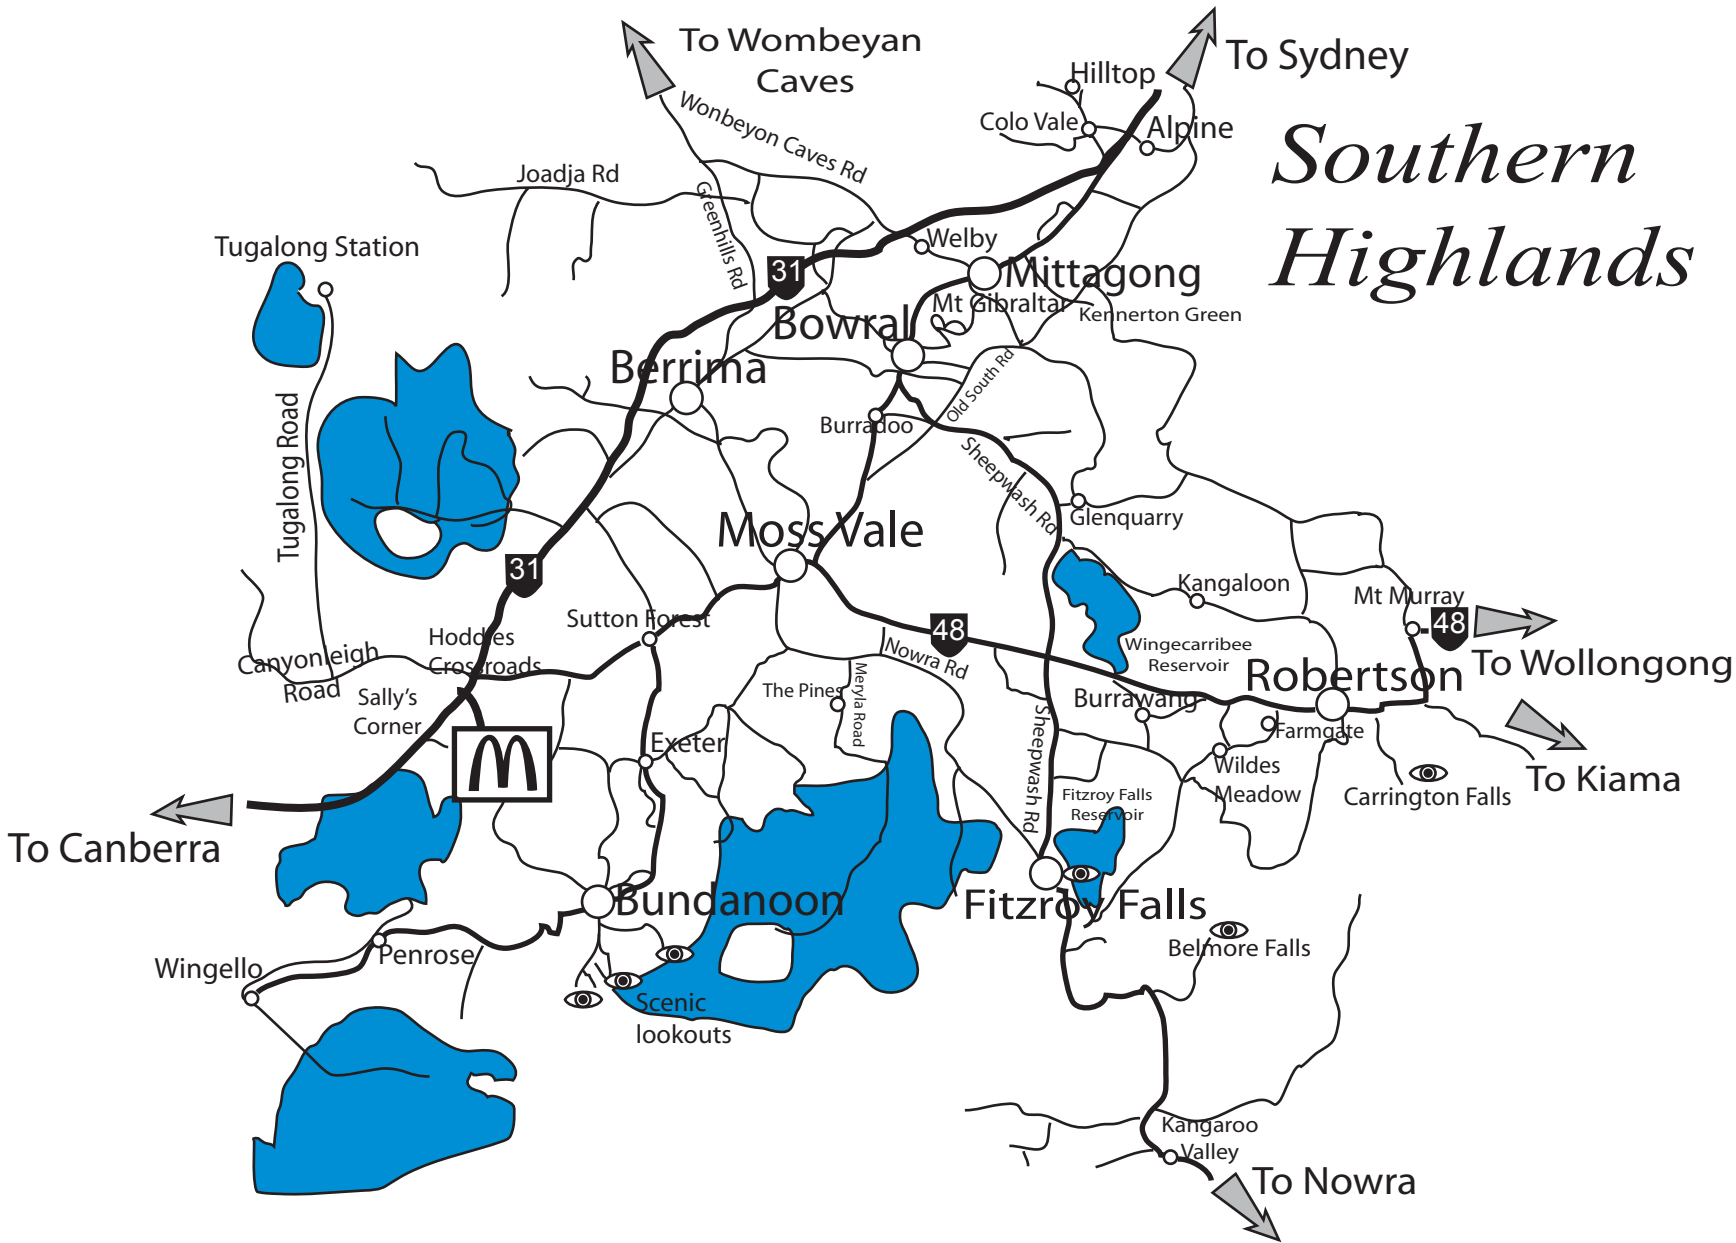 To Wombeyan
Caves
To Sydney
Hilltop
Colo Vale
Alpine
Southern
Highlands
Wonbeyon Caves Rd
Joadja Rd
Greenhills Rd
Tugalong Station
Welby
31
Mittagong
Mt Gibraltar
Kennerton Green
Bowral
Berrima
Old South Rd
Burradoo
Tugalong Road
Sheepwash Rd
Glenquarry
Moss Vale
31
Kangaloon
Mt Murray
48
To Wollongong
Sutton Forest
48
Nowra Rd
Wingecarribee
Reservoir
Hoddles
Crossroads
Canyonleigh
Road
Sally's
Corner
The Pines
Meryla Road
Burrawang
Robertson
Farmgate
Sheepwash Rd
Exeter
Wildes
Meadow
Fitzroy Falls
Reservoir
Carrington Falls
To Kiama
To Canberra
Bundanoon
Fitzroy Falls
Belmore Falls
Penrose
Wingello
Scenic
lookouts
Kangaroo
Valley
To Nowra